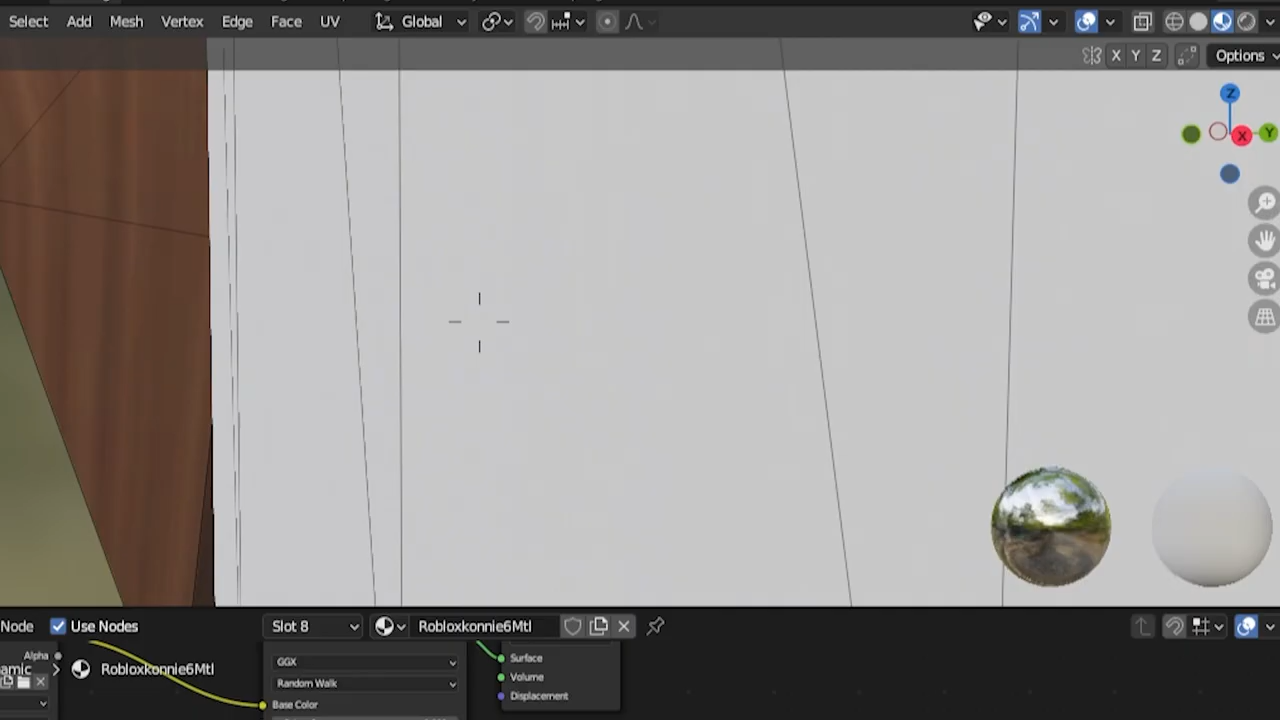 Select Add Mesh Vertex Edge Face UV Global
X Y Z Options
Z
X Y
Node Use Nodes Slot 8 Robloxkonnie6Mtl
Alpha
amic Robloxkonnie6Mtl
GGX
Random Walk
Base Color
Surface
Volume
Displacement